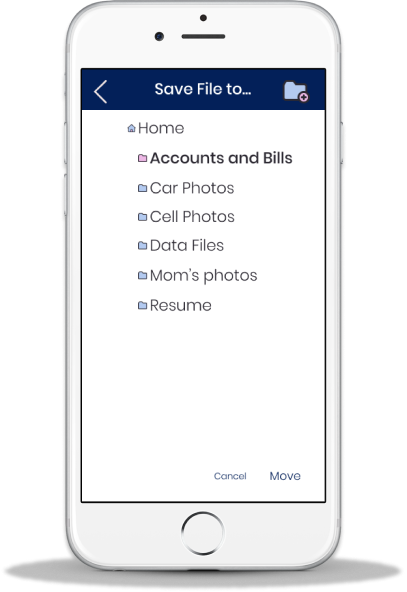 Save File to...
Home
Accounts and Bills
Car Photos
Cell Photos
Data Files
Mom's photos
Resume
Cancel Move